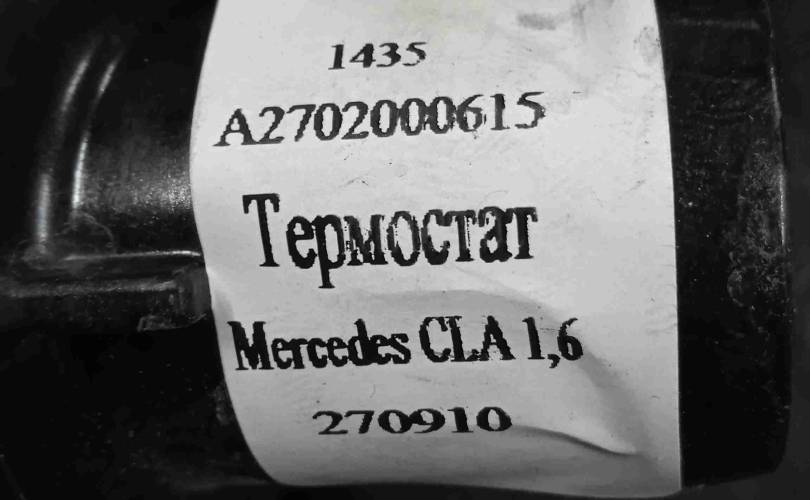 1435
A2702000615
Термостат
Mercedes CLA 1,6
270910